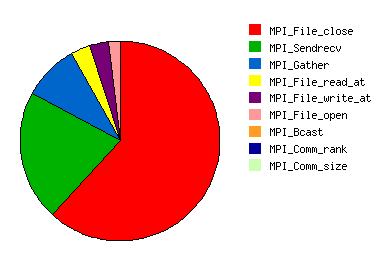 MPI_File_close
MPI_Sendrecv
MPI_Gather
MPI_File_read_at
MPI_File_write_at
MPI_File_open
MPI_Bcast
MPI_Comm_rank
MPI_Comm_size